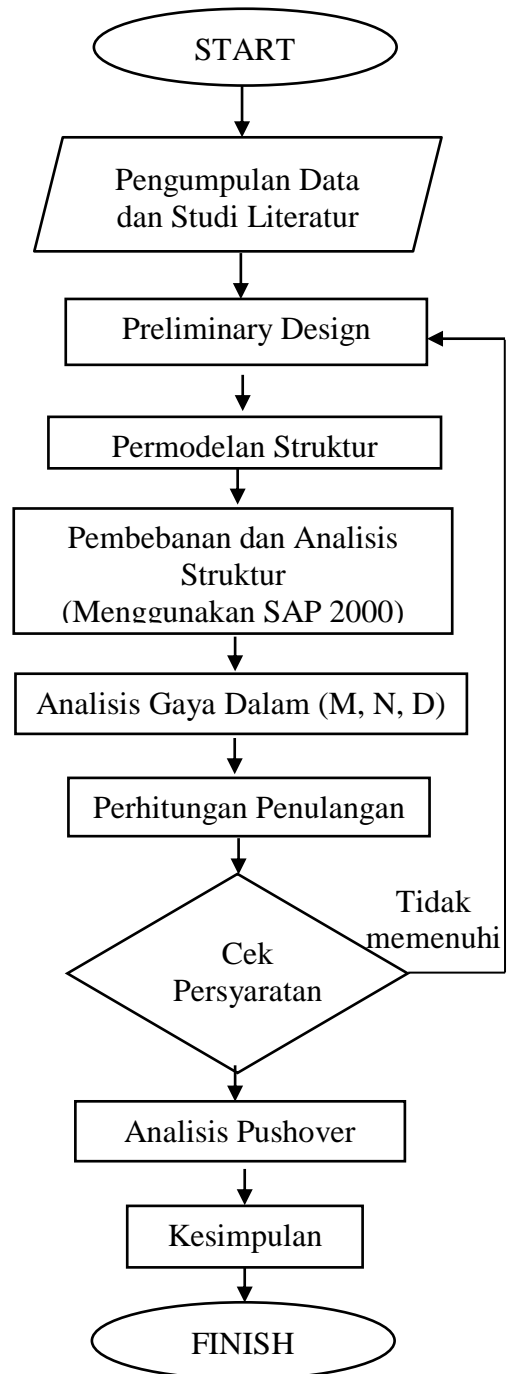 START
Pengumpulan Data
dan Studi Literatur
Preliminary Design
Permodelan Struktur
Pembebanan dan Analisis
Struktur
(Menggunakan SAP 2000)
Analisis Gaya Dalam (M, N, D)
Perhitungan Penulangan
Tidak
memenuhi
Cek
Persyaratan
Analisis Pushover
Kesimpulan
FINISH